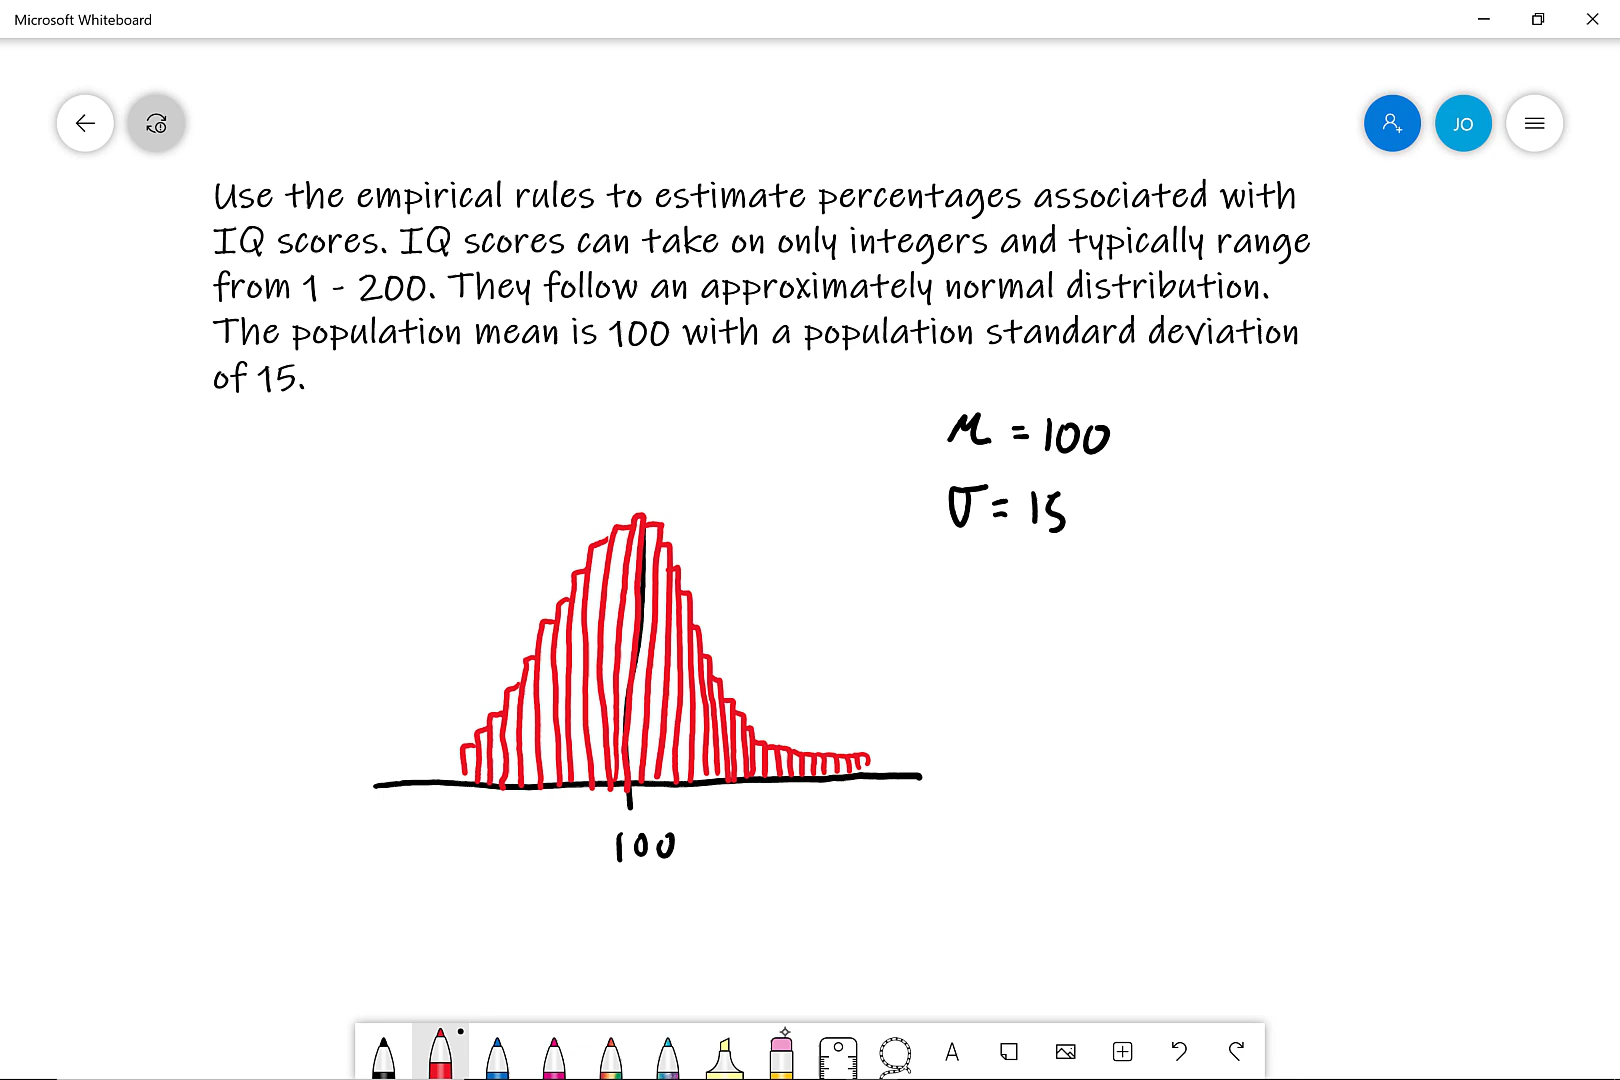 Microsoft Whiteboard
JO
Use the empirical rules to estimate percentages associated with
IQ scores. IQ scores can take on only integers and typically range
from 1 - 200. They follow an approximately normal distribution.
The population mean is 100 with a population standard deviation
of 15.
μ = 100
σ = 15
100
A